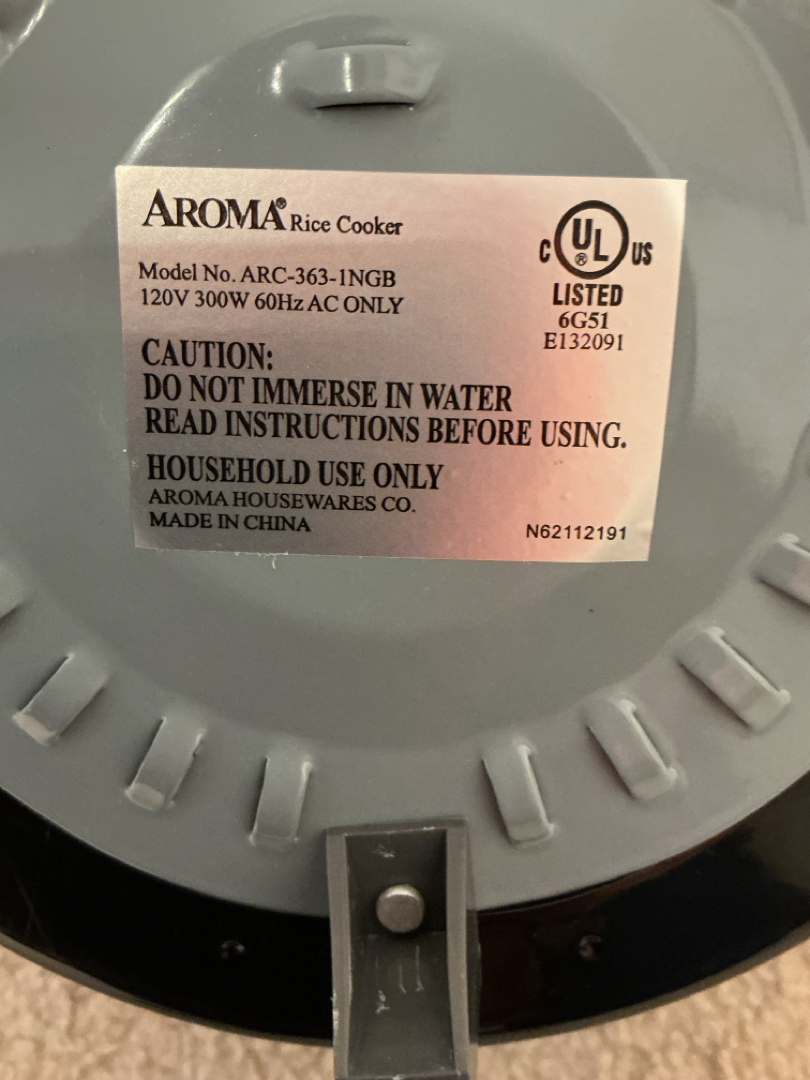 AROMA® Rice Cooker
Model No. ARC-363-1NGB
120V 300W 60Hz AC ONLY
C UL® US
LISTED
6G51
E132091
CAUTION:
DO NOT IMMERSE IN WATER
READ INSTRUCTIONS BEFORE USING.
HOUSEHOLD USE ONLY
AROMA HOUSEWARES CO.
MADE IN CHINA
N62112191